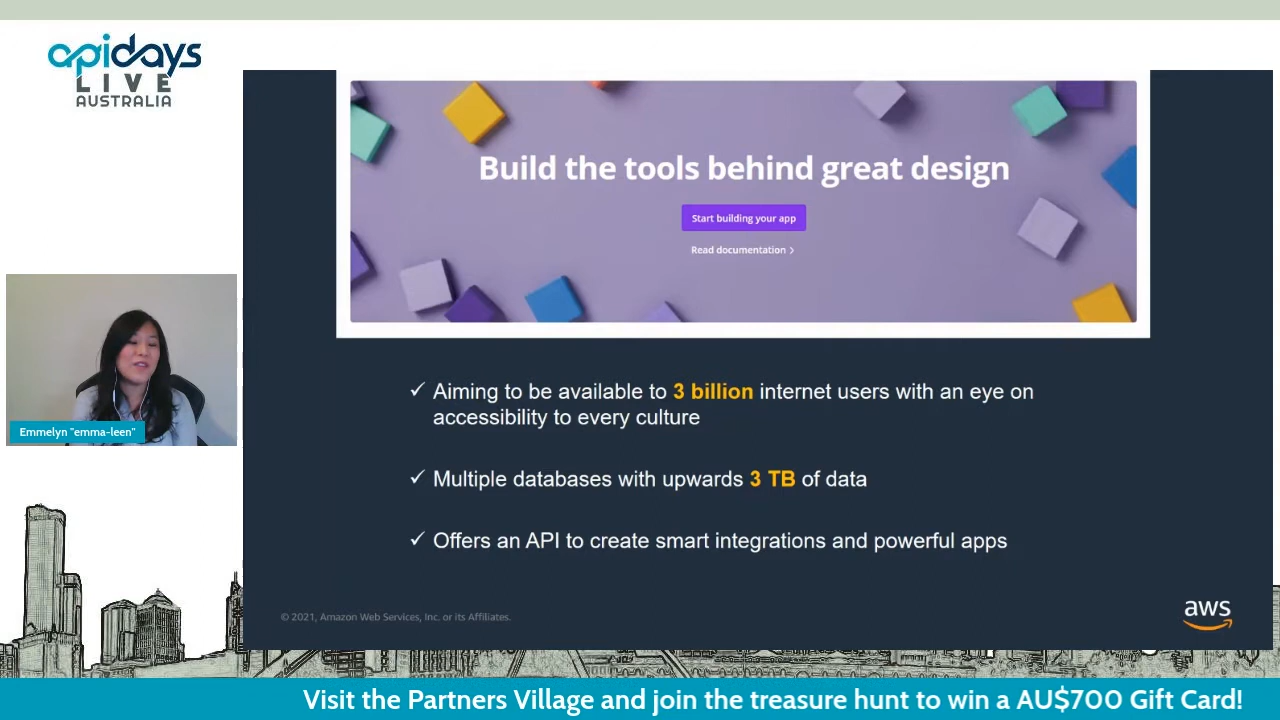 apidays
LIVE
AUSTRALIA
Build the tools behind great design
Start building your app
Read documentation >
✓ Aiming to be available to 3 billion internet users with an eye on
accessibility to every culture
✓ Multiple databases with upwards 3 TB of data
✓ Offers an API to create smart integrations and powerful apps
Emmelyn "emma-leen"
© 2021, Amazon Web Services, Inc. or its Affiliates.
aws
Visit the Partners Village and join the treasure hunt to win a AU$700 Gift Card!